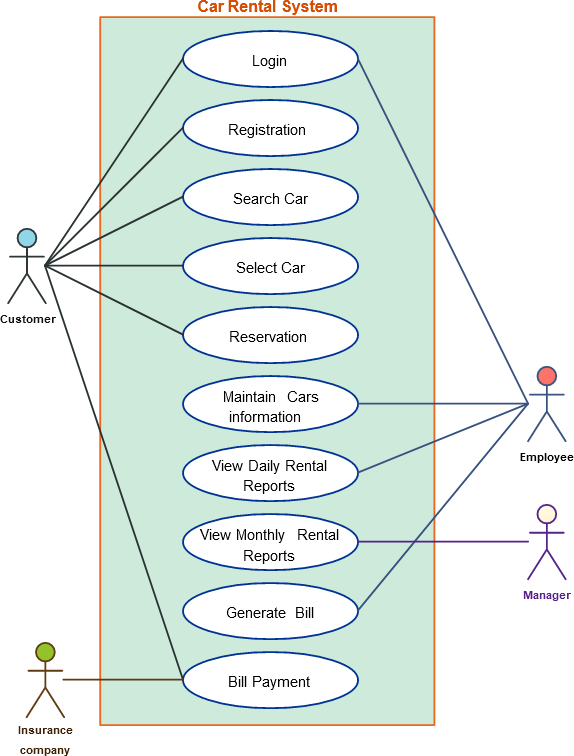 Car Rental System
Login
Registration
Search Car
Select Car
Customer
Reservation
Maintain Cars
information
View Daily Rental
Reports
Employee
View Monthly Rental
Reports
Manager
Generate Bill
Bill Payment
Insurance
company